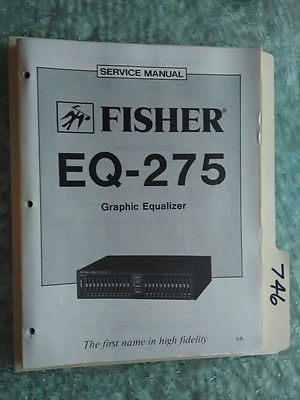 SERVICE MANUAL
FISHER
EQ-275
Graphic Equalizer
The first name in high fidelity
U.S.
746